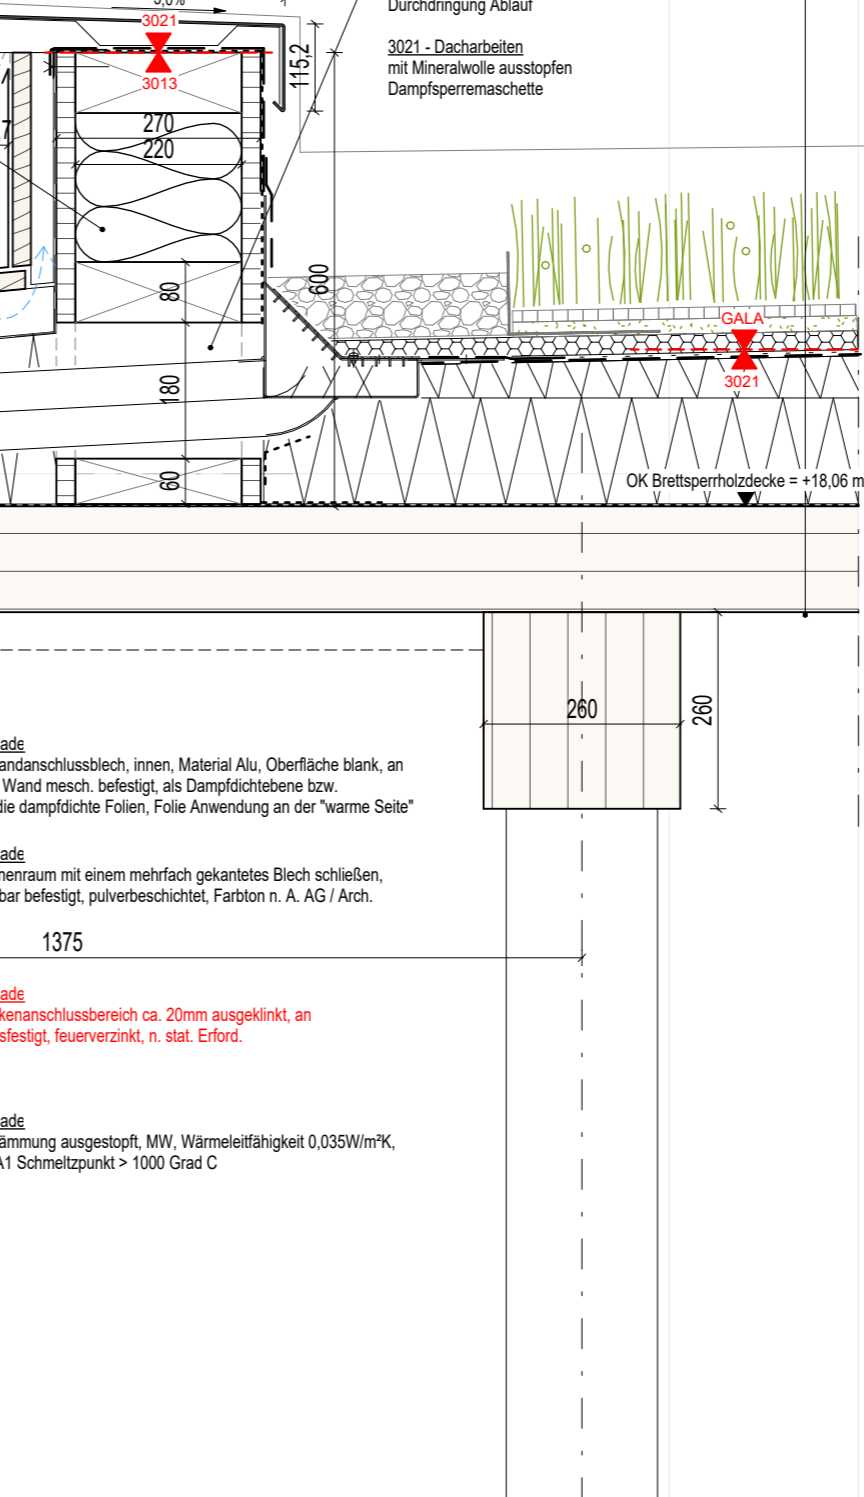 5,0%
Durchdringung Ablauf
3021
3021 - Dacharbeiten
mit Mineralwolle ausstopfen
Dampfsperremaschette
3013
115,2
270
220
600
80
GALA
3021
180
60
OK Brettsperrholzdecke = +18,06 m
260
260
ade
andanschlussblech, innen, Material Alu, Oberfläche blank, an
Wand mesch. befestigt, als Dampfdichtebene bzw.
die dampfdichte Folien, Folie Anwendung an der "warme Seite"
ade
nenraum mit einem mehrfach gekantetes Blech schließen,
bar befestigt, pulverbeschichtet, Farbton n. A. AG / Arch.
1375
ade
kenanschlussbereich ca. 20mm ausgeklinkt, an
sfestigt, feuerverzinkt, n. stat. Erford.
ade
ämmung ausgestopft, MW, Wärmeleitfähigkeit 0,035W/m²K,
A1 Schmeltzpunkt > 1000 Grad C